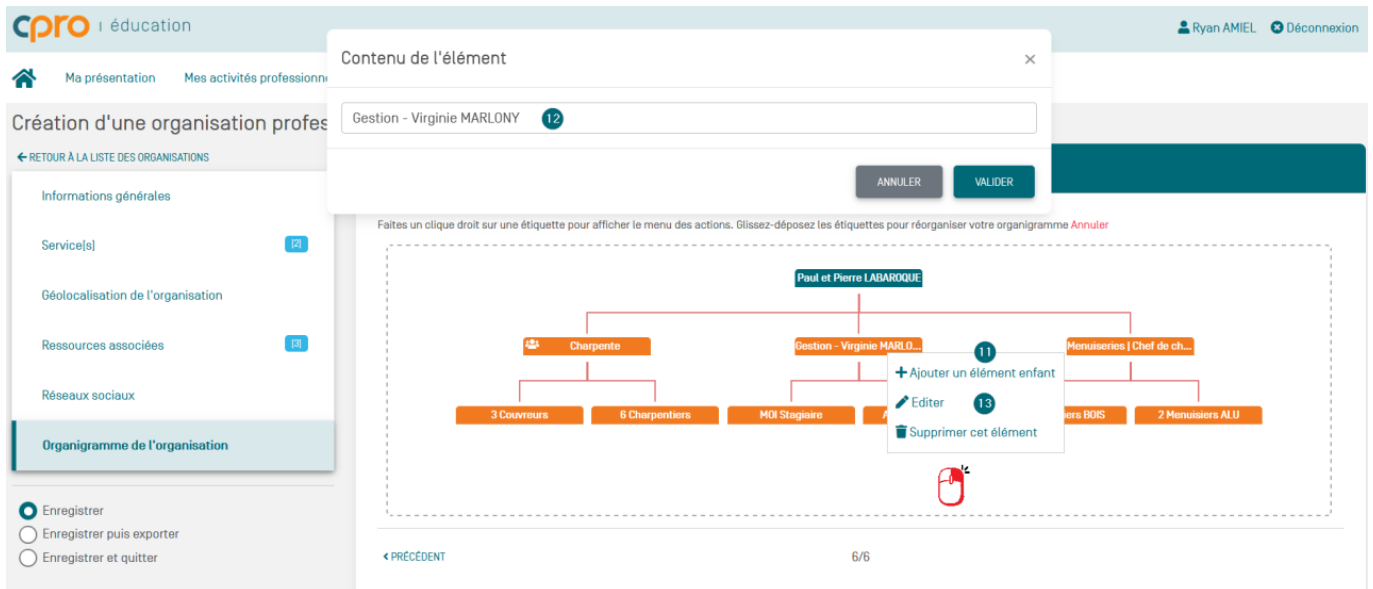 cpro | éducation
Ryan AMIEL Déconnexion
Ma présentation Mes activités professionn
Contenu de l'élément ×
Gestion - Virginie MARLONY 12
ANNULER VALIDER
Création d'une organisation profes
RETOUR À LA LISTE DES ORGANISATIONS
Informations générales
Service(s) [2]
Géolocalisation de l'organisation
Ressources associées [3]
Réseaux sociaux
Organigramme de l'organisation
Enregistrer
Enregistrer puis exporter
Enregistrer et quitter
Faites un clique droit sur une étiquette pour afficher le menu des actions. Glissez-déposez les étiquettes pour réorganiser votre organigramme Annuler
Paul et Pierre LABAROQUE
Charpente Gestion - Virginie MARLO... Menuiseries | Chef de ch...
3 Couvreurs 6 Charpentiers MOI Stagiaire A iers BOIS 2 Menuisiers ALU
11
Ajouter un élément enfant
Editer 13
Supprimer cet élément
PRÉCÉDENT 6/6